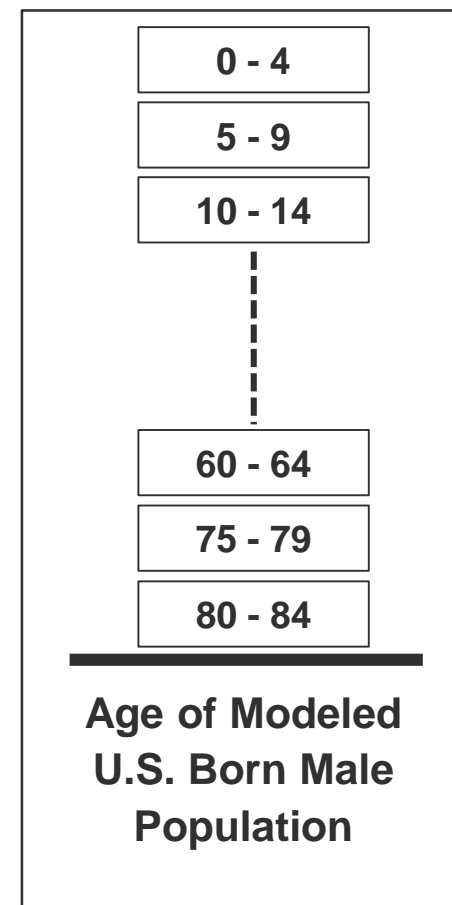 0 - 4
5 - 9
10 - 14
60 - 64
75 - 79
80 - 84
Age of Modeled
U.S. Born Male
Population